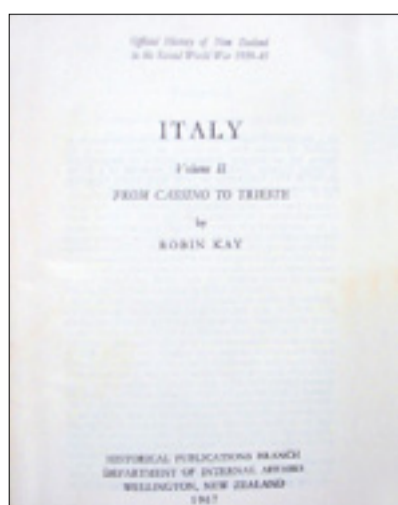 Official History of New Zealand
in the Second World War 1939-45
ITALY
Volume II
FROM CASSINO TO TRIESTE
by
ROBIN KAY
HISTORICAL PUBLICATIONS BRANCH
DEPARTMENT OF INTERNAL AFFAIRS
WELLINGTON, NEW ZEALAND
1967